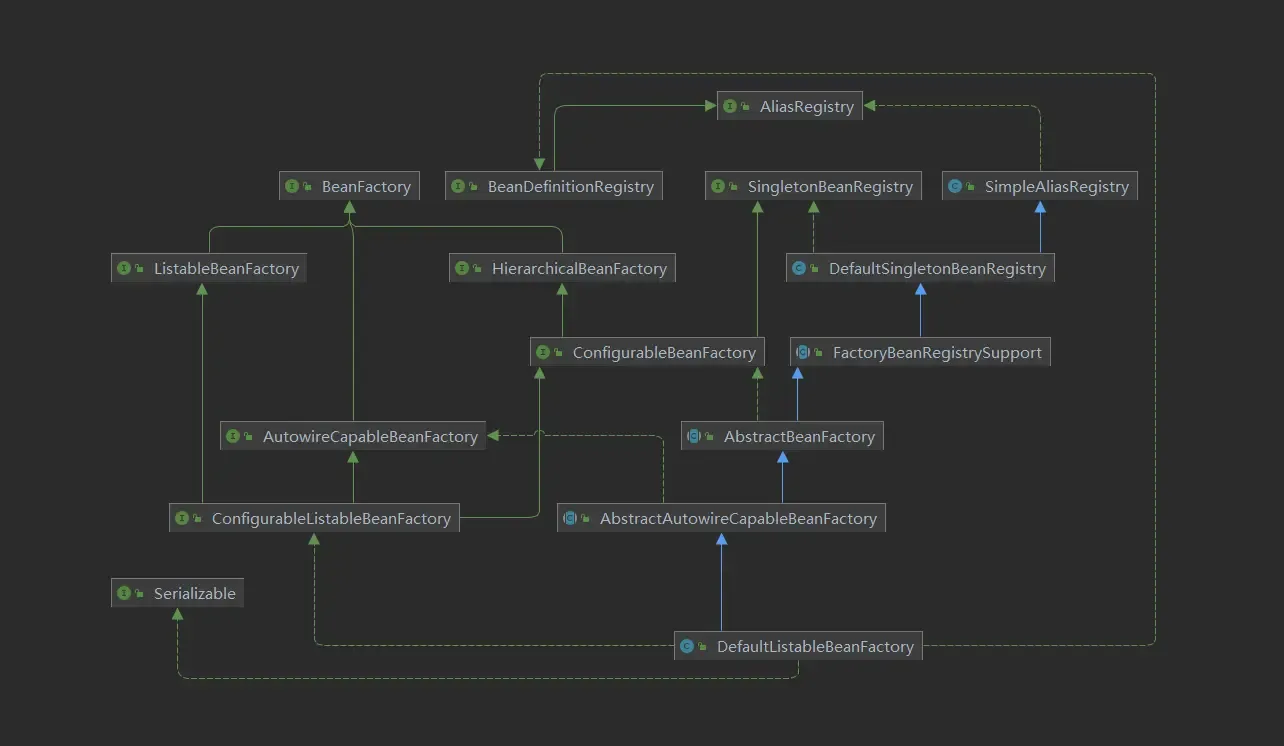 AliasRegistry
BeanFactory
BeanDefinitionRegistry
SingletonBeanRegistry
SimpleAliasRegistry
ListableBeanFactory
HierarchicalBeanFactory
DefaultSingletonBeanRegistry
ConfigurableBeanFactory
FactoryBeanRegistrySupport
AutowireCapableBeanFactory
AbstractBeanFactory
ConfigurableListableBeanFactory
AbstractAutowireCapableBeanFactory
Serializable
DefaultListableBeanFactory